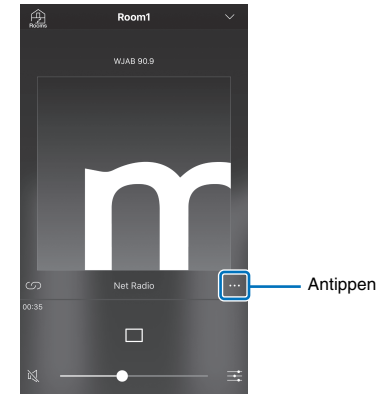 Room1
Rooms
WJAB 90.9
m
Net Radio
...
Antippen
00:35